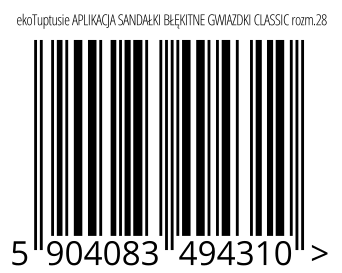 ekoTuptusie APLIKACJA SANDAŁKI BŁĘKITNE GWIAZDKI CLASSIC rozm.28
5 904083 494310 >